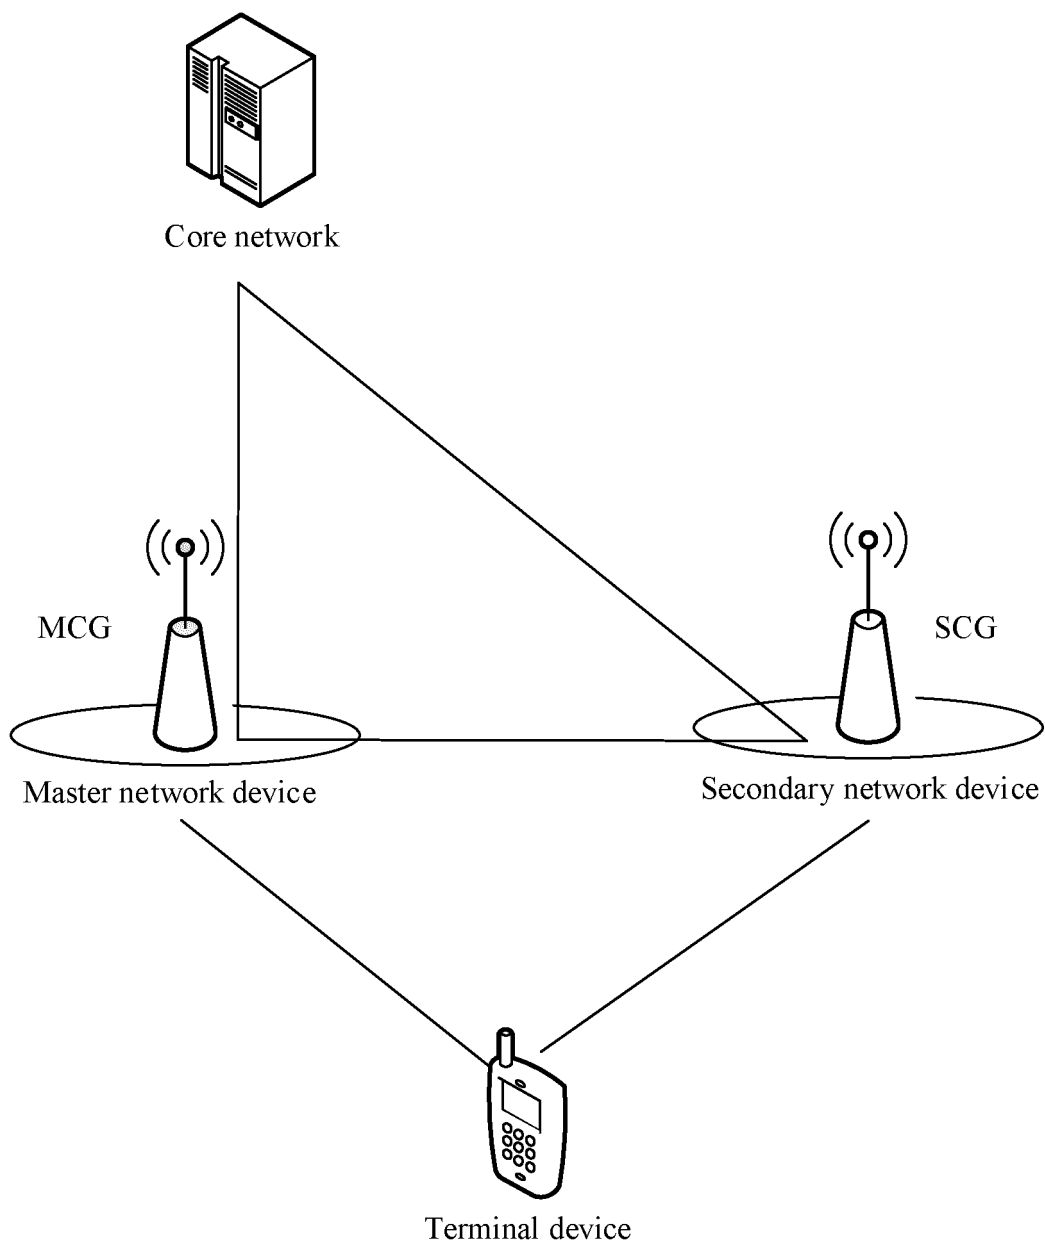 Core network
MCG
SCG
Master network device
Secondary network device
Terminal device